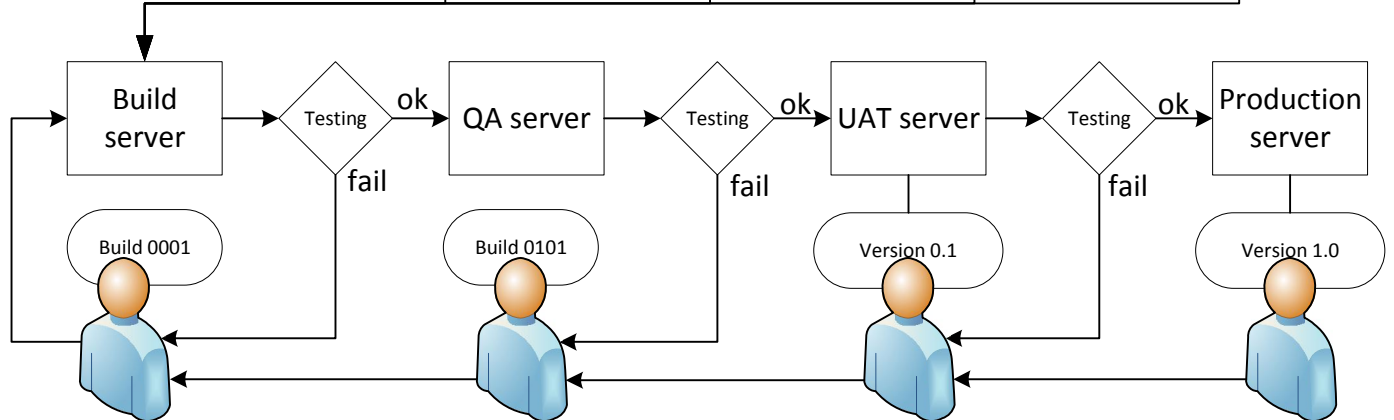 Build
server
Testing
ok
QA server
Testing
ok
UAT server
Testing
ok
Production
server
fail
fail
fail
Build 0001
Build 0101
Version 0.1
Version 1.0